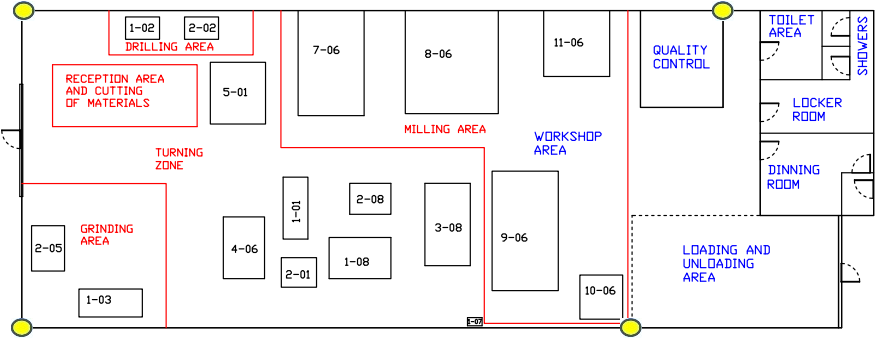 1-02
2-02
DRILLING AREA
7-06
8-06
11-06
QUALITY
CONTROL
TOILET
AREA
SHOWERS
RECEPTION AREA
AND CUTTING
OF MATERIALS
5-01
MILLING AREA
WORKSHOP
AREA
LOCKER
ROOM
TURNING
ZONE
DINNING
ROOM
1-01
2-08
3-08
9-06
GRINDING
AREA
2-05
4-06
2-01
1-08
LOADING AND
UNLOADING
AREA
1-03
10-06